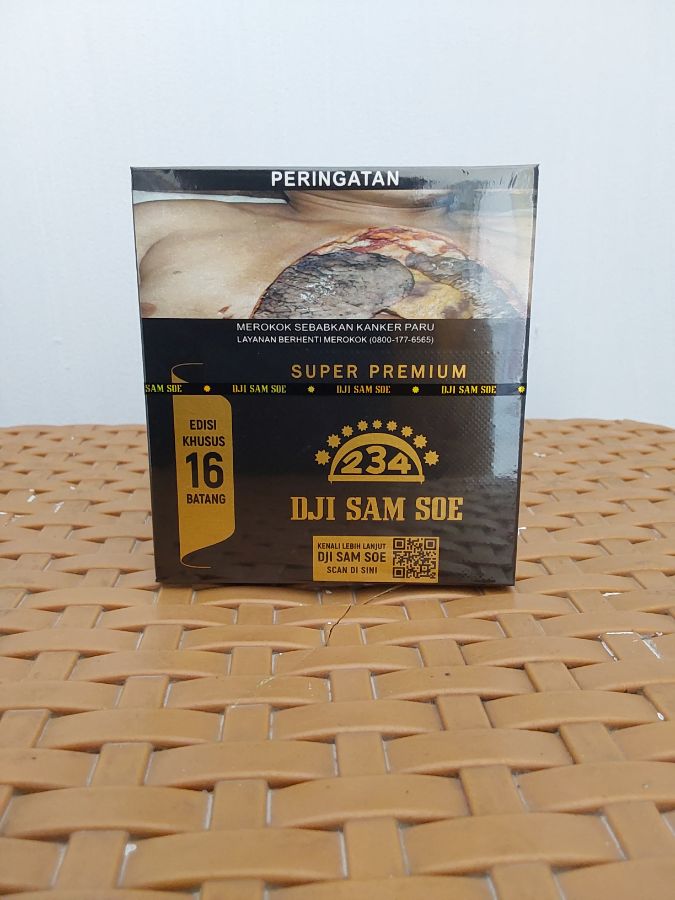 PERINGATAN
MEROKOK SEBABKAN KANKER PARU
LAYANAN BERHENTI MEROKOK (0800-177-6565)
SUPER PREMIUM
SAM SOE DJI SAM SOE DJI SAM SOE DJI SAM SOE
EDISI
KHUSUS
16
BATANG
234
DJI SAM SOE
KENALI LEBIH LANJUT
DJI SAM SOE
SCAN DI SINI